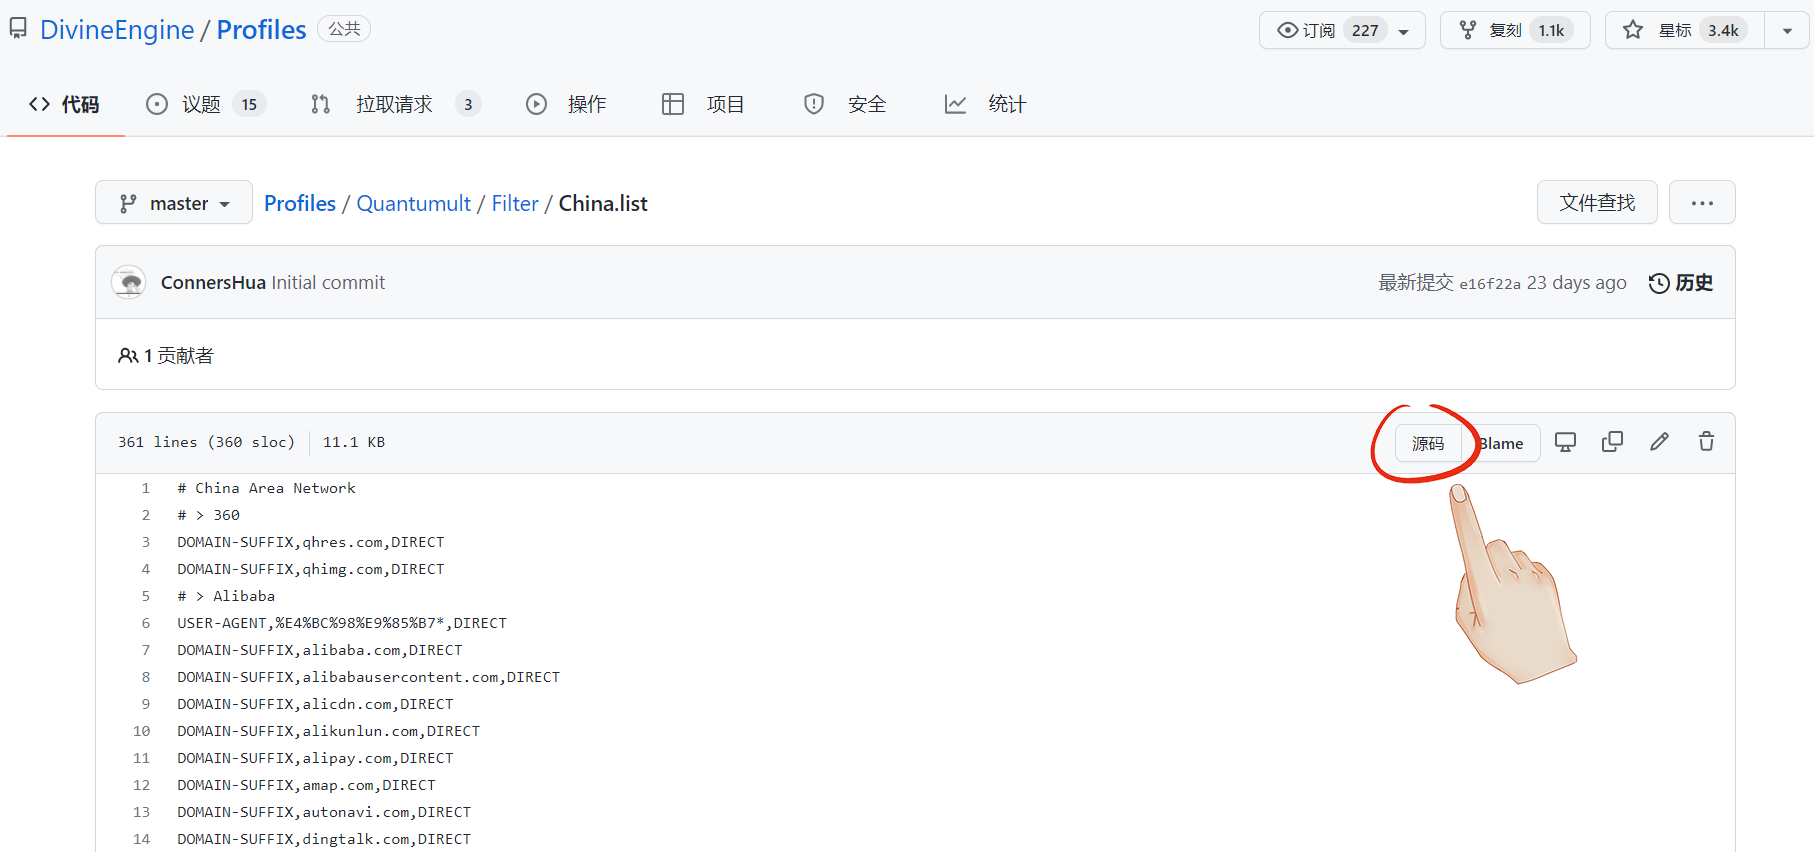 DivineEngine / Profiles 公共
订阅 227 复刻 1.1k 星标 3.4k
代码 议题 15 拉取请求 3 操作 项目 安全 统计
master Profiles / Quantumult / Filter / China.list 文件查找 ...
ConnersHua Initial commit 最新提交 e16f22a 23 days ago 历史
1 贡献者
361 lines (360 sloc) 11.1 KB 源码 Blame
1 # China Area Network
2 # > 360
3 DOMAIN-SUFFIX,qhres.com,DIRECT
4 DOMAIN-SUFFIX,qhimg.com,DIRECT
5 # > Alibaba
6 USER-AGENT,%E4%BC%98%E9%85%B7*,DIRECT
7 DOMAIN-SUFFIX,alibaba.com,DIRECT
8 DOMAIN-SUFFIX,alibabausercontent.com,DIRECT
9 DOMAIN-SUFFIX,alicdn.com,DIRECT
10 DOMAIN-SUFFIX,alikunlun.com,DIRECT
11 DOMAIN-SUFFIX,alipay.com,DIRECT
12 DOMAIN-SUFFIX,amap.com,DIRECT
13 DOMAIN-SUFFIX,autonavi.com,DIRECT
14 DOMAIN-SUFFIX,dingtalk.com,DIRECT